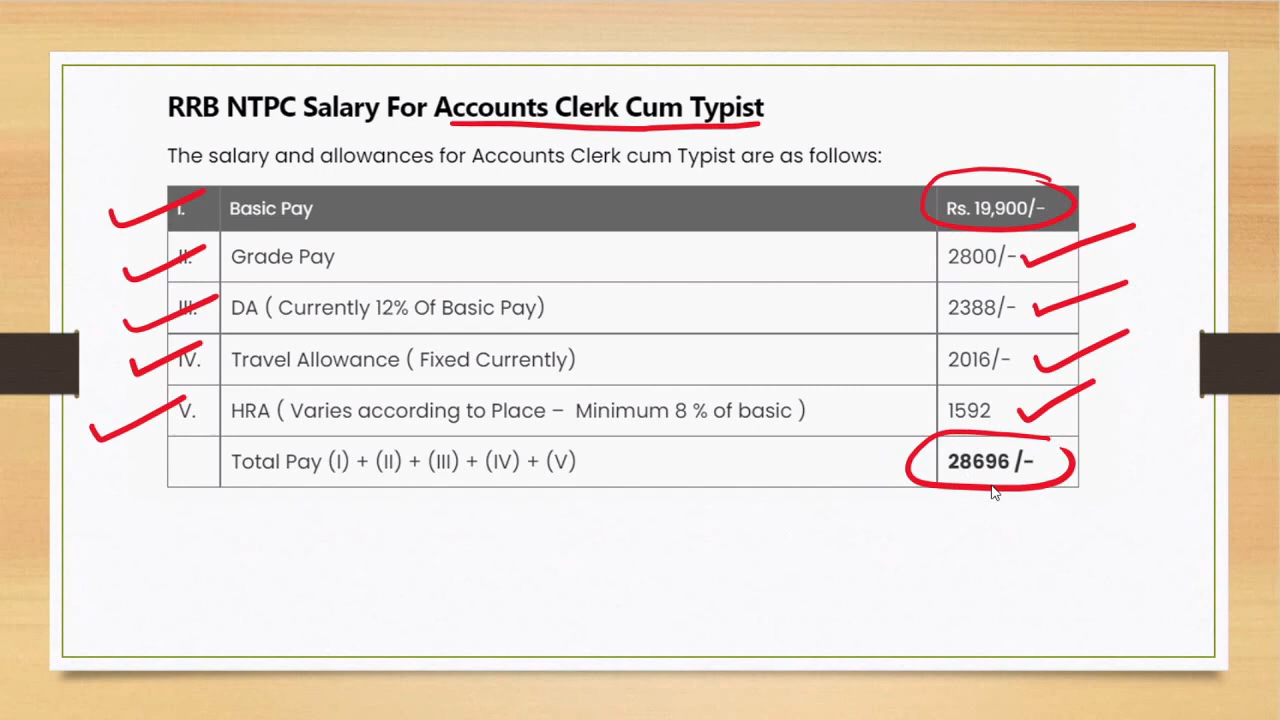 RRB NTPC Salary For Accounts Clerk Cum Typist
The salary and allowances for Accounts Clerk cum Typist are as follows:
I. Basic Pay Rs. 19,900/-
II. Grade Pay 2800/-
III. DA ( Currently 12% Of Basic Pay) 2388/-
IV. Travel Allowance ( Fixed Currently) 2016/-
V. HRA ( Varies according to Place – Minimum 8 % of basic ) 1592
Total Pay (I) + (II) + (III) + (IV) + (V) 28696 /-